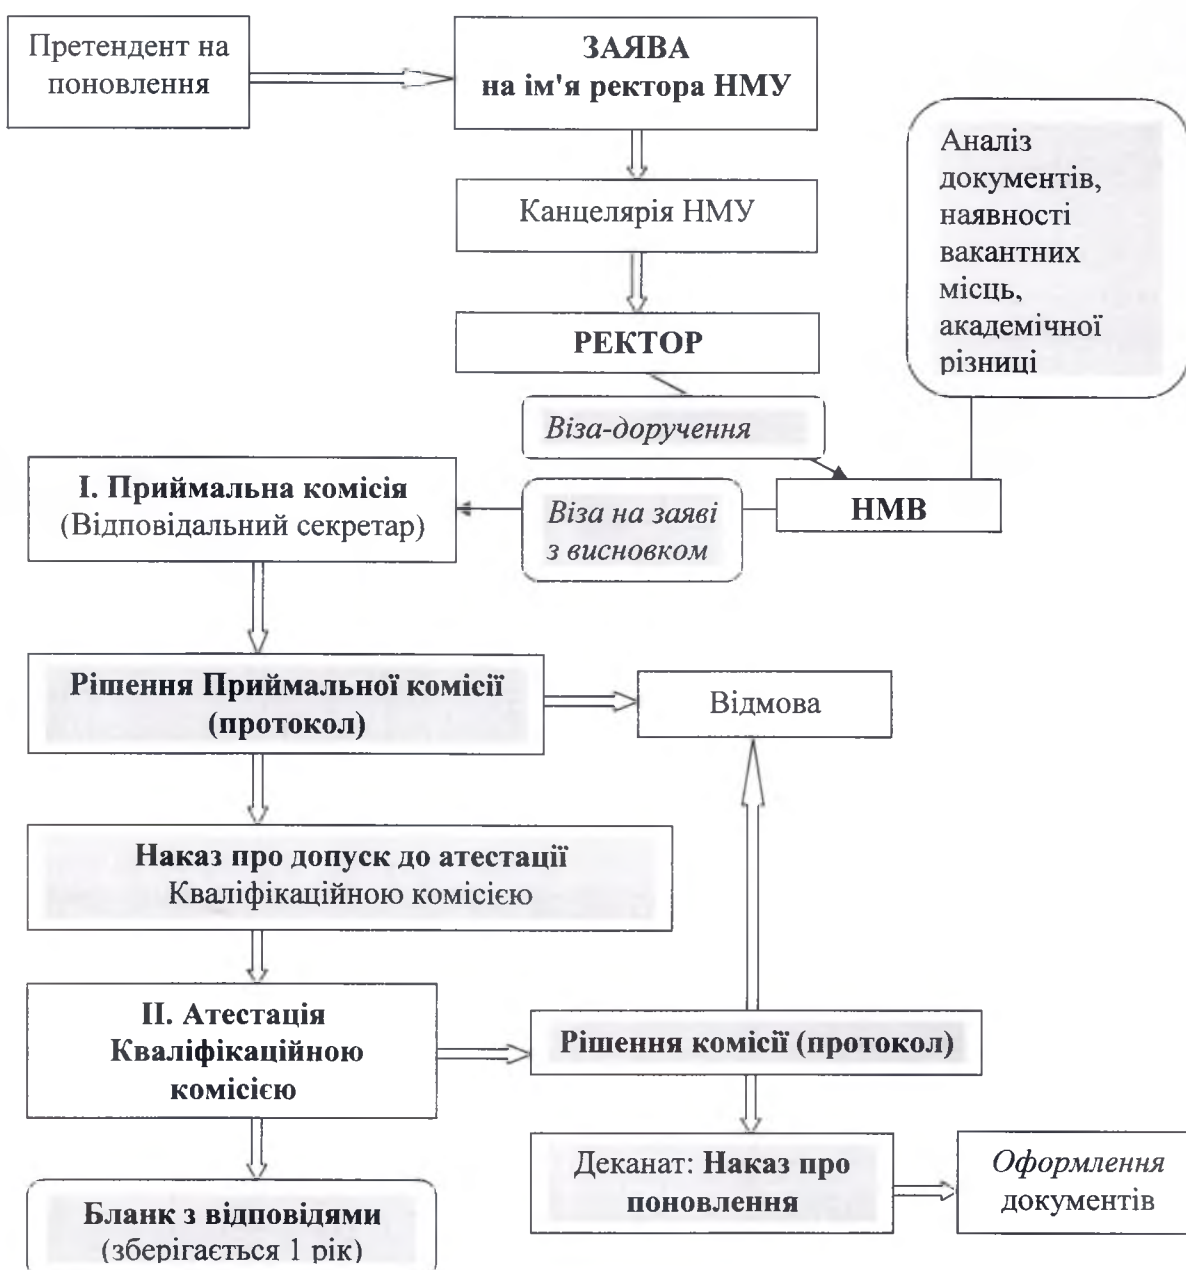 Претендент на
поновлення
ЗАЯВА
на ім'я ректора НМУ
Канцелярія НМУ
РЕКТОР
Аналіз
документів,
наявності
вакантних
місць,
академічної
різниці
Віза-доручення
НМВ
Віза на заяві
з висновком
І. Приймальна комісія
(Відповідальний секретар)
Рішення Приймальної комісії
(протокол)
Відмова
Наказ про допуск до атестації
Кваліфікаційною комісією
ІІ. Атестація
Кваліфікаційною
комісією
Рішення комісії (протокол)
Деканат: Наказ про
поновлення
Оформлення
документів
Бланк з відповідями
(зберігається 1 рік)